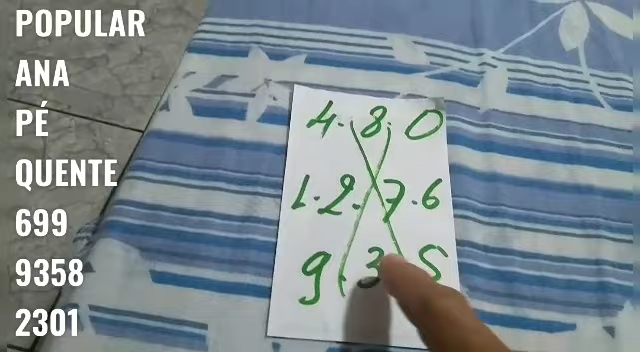 POPULAR
ANA
PÉ
QUENTE
699
9358
2301
4.8.0
1.2.7.6
9 3 5